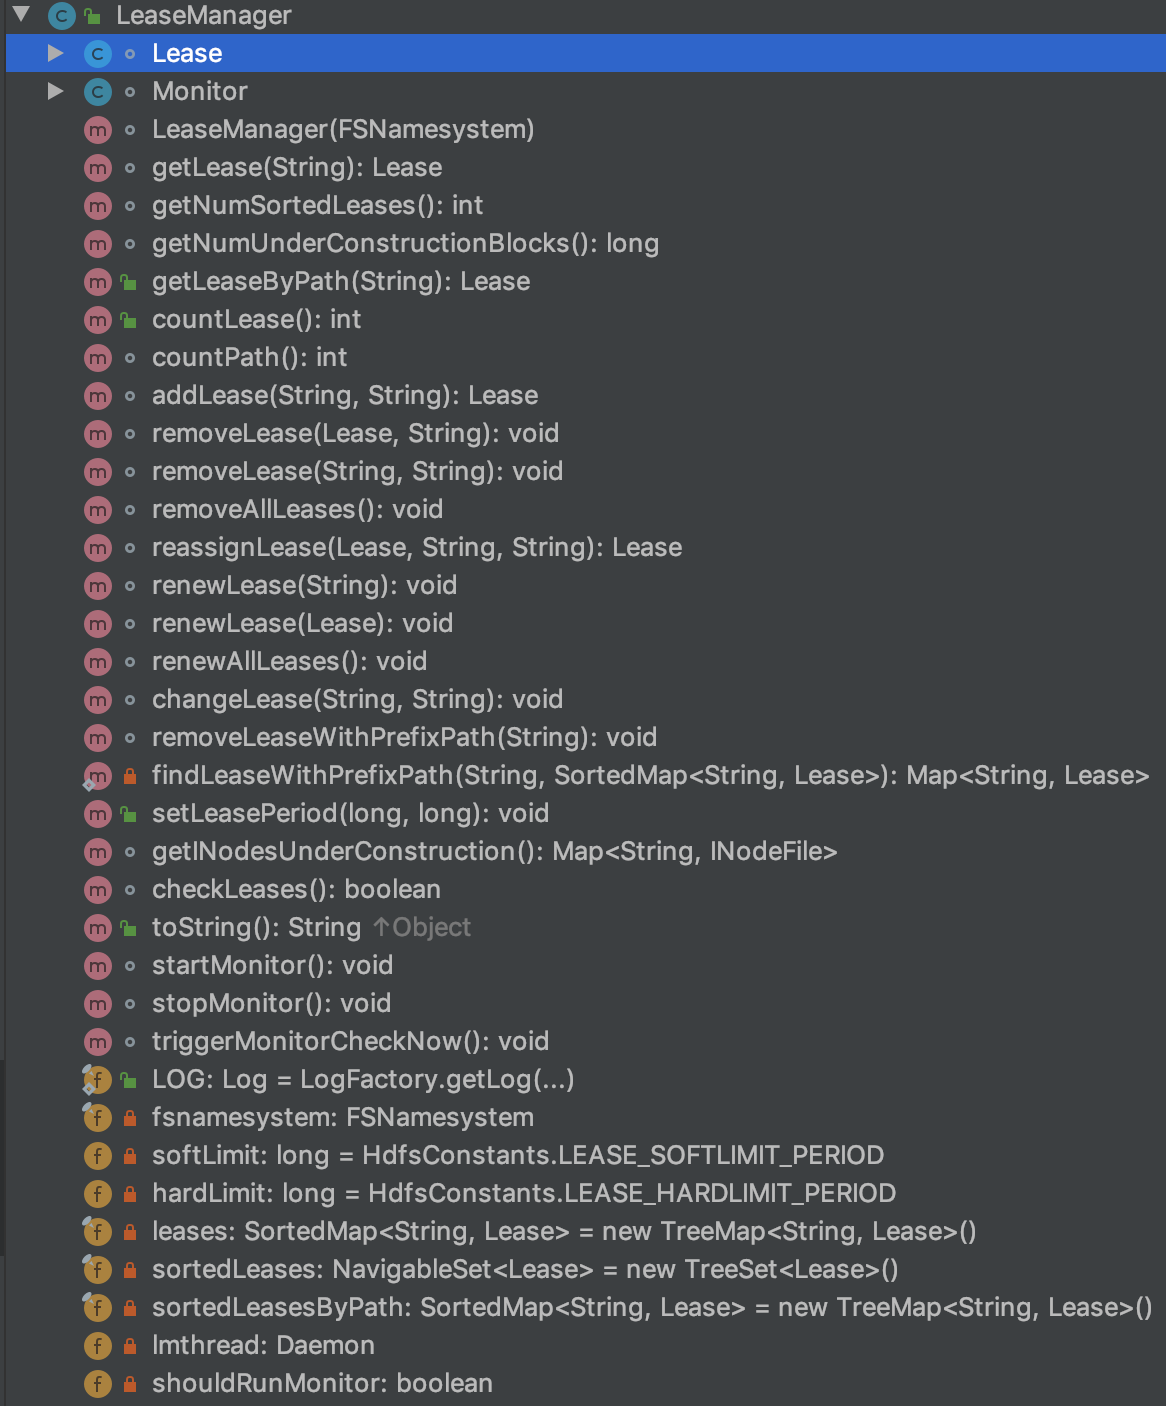 LeaseManager
Lease
Monitor
LeaseManager(FSNamesystem)
getLease(String): Lease
getNumSortedLeases(): int
getNumUnderConstructionBlocks(): long
getLeaseByPath(String): Lease
countLease(): int
countPath(): int
addLease(String, String): Lease
removeLease(Lease, String): void
removeLease(String, String): void
removeAllLeases(): void
reassignLease(Lease, String, String): Lease
renewLease(String): void
renewLease(Lease): void
renewAllLeases(): void
changeLease(String, String): void
removeLeaseWithPrefixPath(String): void
findLeaseWithPrefixPath(String, SortedMap<String, Lease>): Map<String, Lease>
setLeasePeriod(long, long): void
getINodesUnderConstruction(): Map<String, INodeFile>
checkLeases(): boolean
toString(): String ↑Object
startMonitor(): void
stopMonitor(): void
triggerMonitorCheckNow(): void
LOG: Log = LogFactory.getLog(...)
fsnamesystem: FSNamesystem
softLimit: long = HdfsConstants.LEASE_SOFTLIMIT_PERIOD
hardLimit: long = HdfsConstants.LEASE_HARDLIMIT_PERIOD
leases: SortedMap<String, Lease> = new TreeMap<String, Lease>()
sortedLeases: NavigableSet<Lease> = new TreeSet<Lease>()
sortedLeasesByPath: SortedMap<String, Lease> = new TreeMap<String, Lease>()
lmthread: Daemon
shouldRunMonitor: boolean